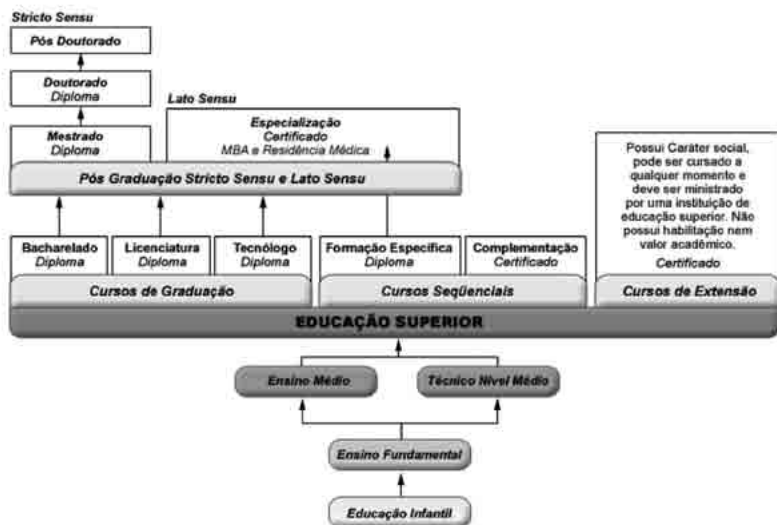 Stricto Sensu
Pós Doutorado
Doutorado
Diploma
Mestrado
Diploma
Lato Sensu
Especialização
Certificado
MBA e Residência Médica
Pós Graduação Stricto Sensu e Lato Sensu
Bacharelado
Diploma
Licenciatura
Diploma
Tecnólogo
Diploma
Cursos de Graduação
Formação Específica
Diploma
Complementação
Certificado
Cursos Seqüenciais
Possui Caráter social,
pode ser cursado a
qualquer momento e
deve ser ministrado
por uma instituição de
educação superior. Não
possui habilitação nem
valor acadêmico.
Certificado
Cursos de Extensão
EDUCAÇÃO SUPERIOR
Ensino Médio
Técnico Nível Médio
Ensino Fundamental
Educação Infantil